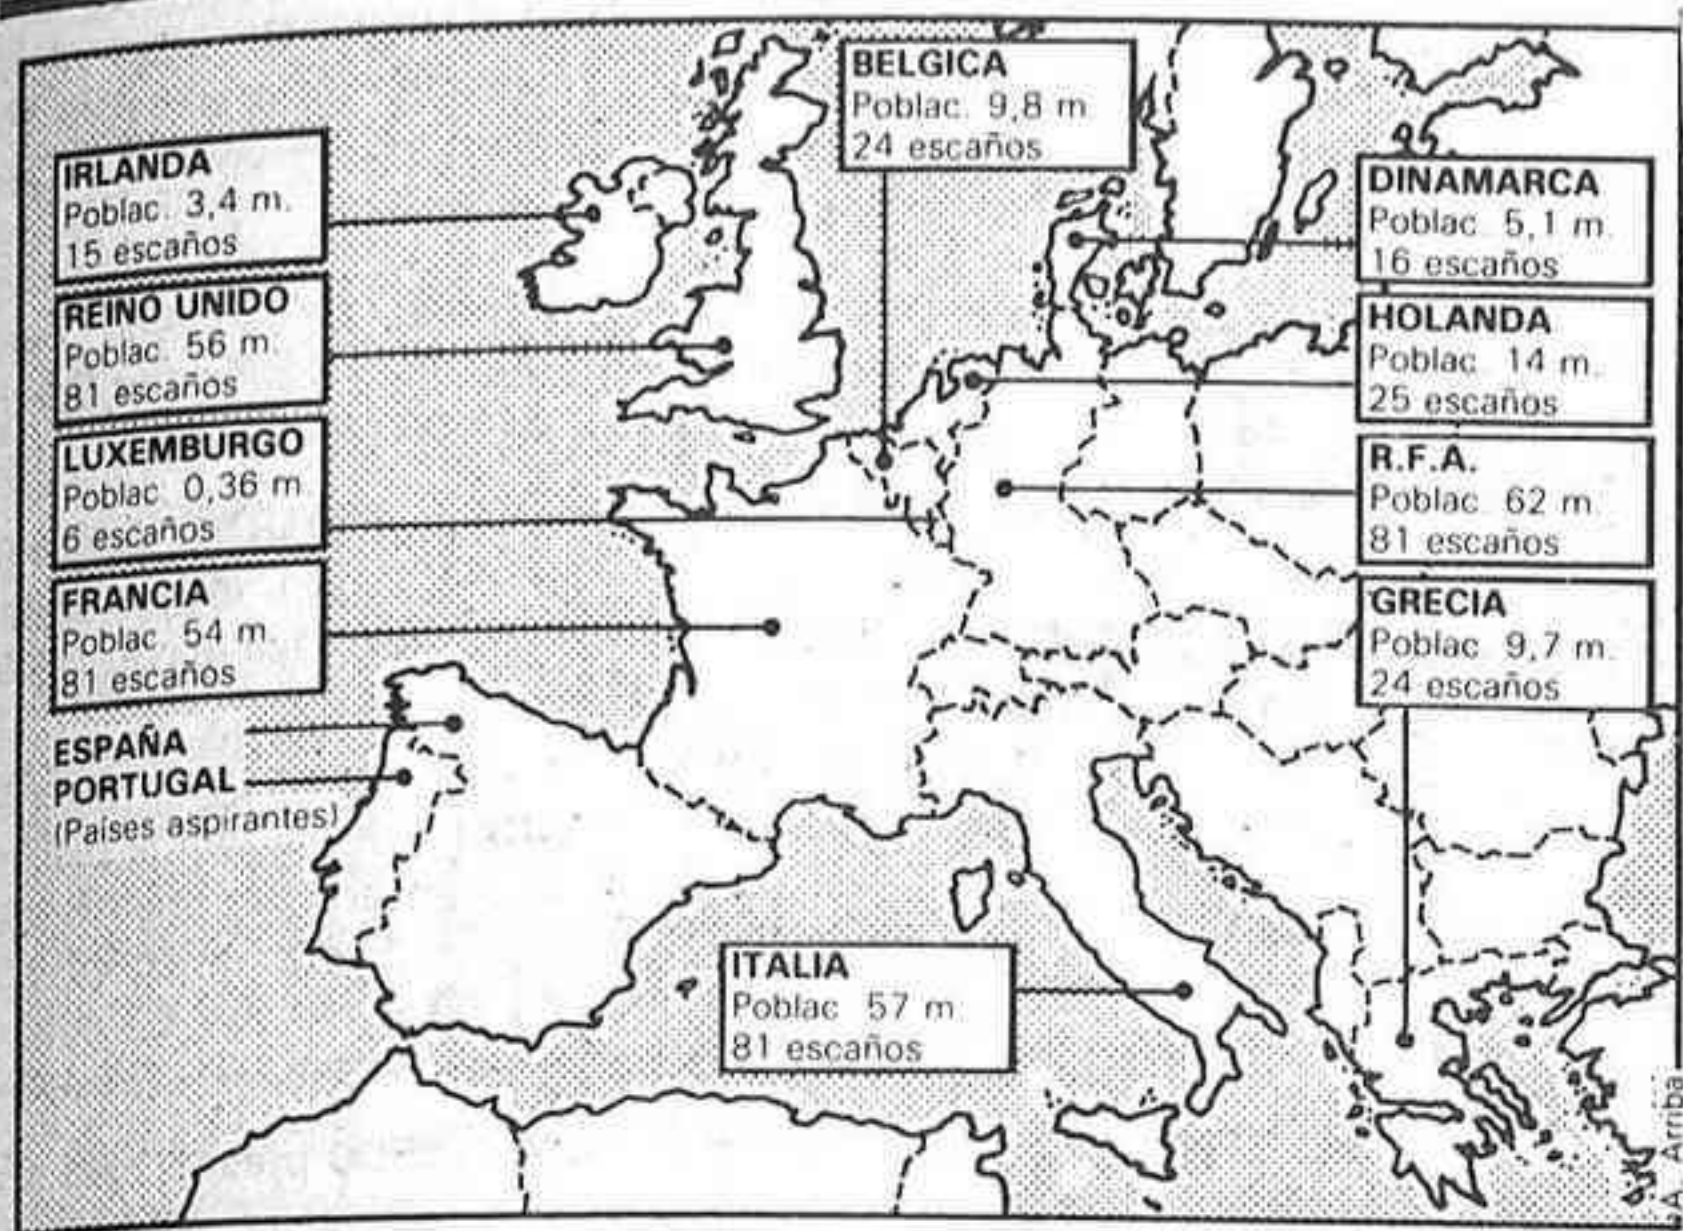 BELGICA
Poblac. 9,8 m.
24 escaños
IRLANDA
Poblac. 3,4 m.
15 escaños
REINO UNIDO
Poblac. 56 m.
81 escaños
LUXEMBURGO
Poblac. 0,36 m
6 escaños
FRANCIA
Poblac. 54 m.
81 escaños
ESPAÑA
PORTUGAL
(Países aspirantes)
DINAMARCA
Poblac. 5,1 m.
16 escaños
HOLANDA
Poblac. 14 m.
25 escaños
R.F.A.
Poblac. 62 m.
81 escaños
GRECIA
Poblac. 9,7 m.
24 escaños
ITALIA
Poblac. 57 m.
81 escaños
A. Arriba